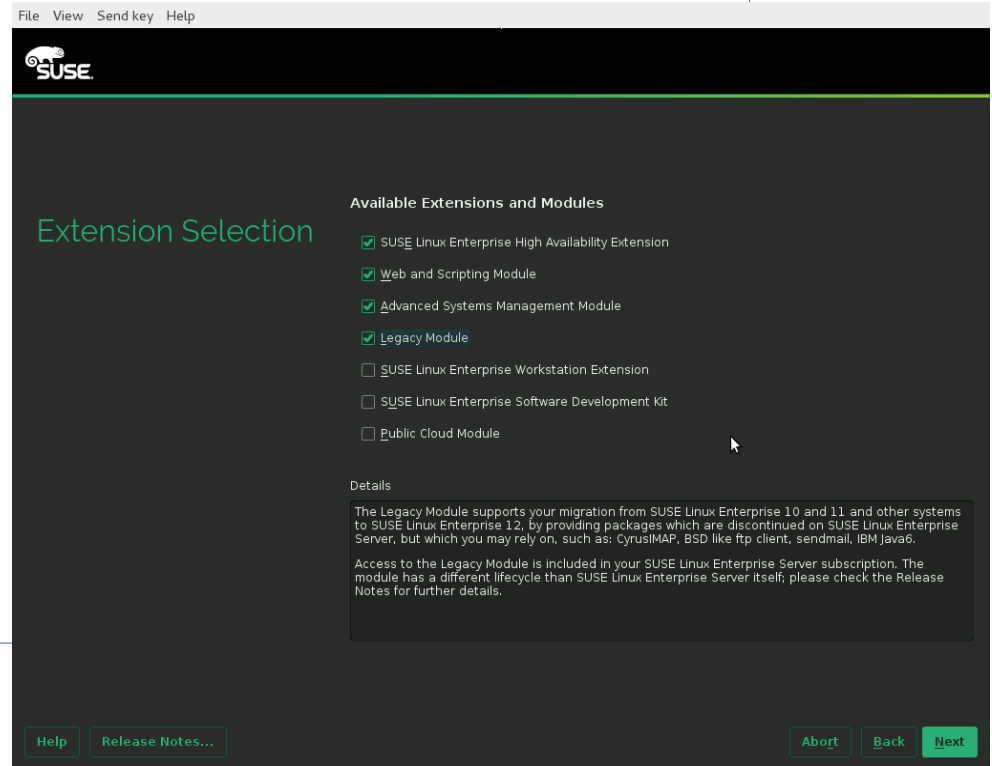 File View Send key Help
SUSE.
Extension Selection
Available Extensions and Modules
SUSE Linux Enterprise High Availability Extension
Web and Scripting Module
Advanced Systems Management Module
Legacy Module
SUSE Linux Enterprise Workstation Extension
SUSE Linux Enterprise Software Development Kit
Public Cloud Module
Details
The Legacy Module supports your migration from SUSE Linux Enterprise 10 and 11 and other systems
to SUSE Linux Enterprise 12, by providing packages which are discontinued on SUSE Linux Enterprise
Server, but which you may rely on, such as: CyrusIMAP, BSD like ftp client, sendmail, IBM Java6.
Access to the Legacy Module is included in your SUSE Linux Enterprise Server subscription. The
module has a different lifecycle than SUSE Linux Enterprise Server itself; please check the Release
Notes for further details.
Help Release Notes... Abort Back Next